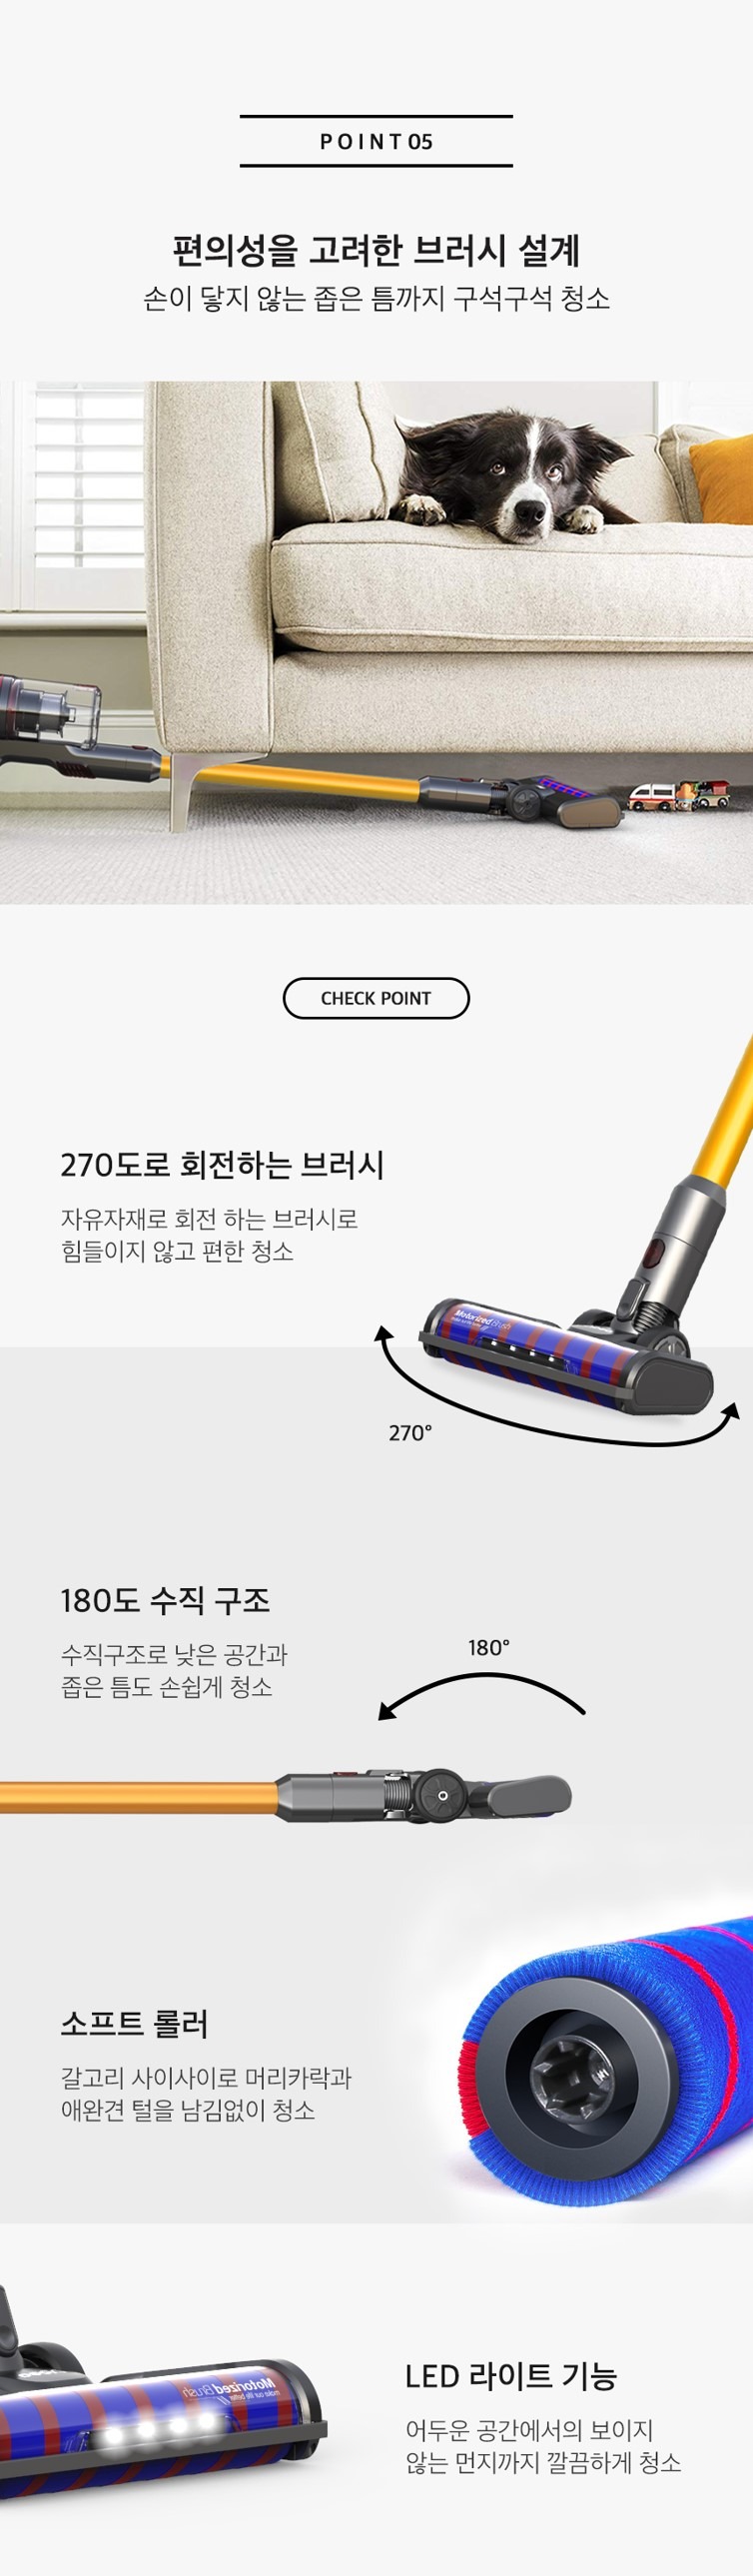 POINT 05
편의성을 고려한 브러시 설계
손이 닿지 않는 좁은 틈까지 구석구석 청소
CHECK POINT
270도로 회전하는 브러시
자유자재로 회전 하는 브러시로
힘들이지 않고 편한 청소
Motorized Brush
270°
180도 수직 구조
수직구조로 낮은 공간과
좁은 틈도 손쉽게 청소
180°
소프트 롤러
갈고리 사이사이로 머리카락과
애완견 털을 남김없이 청소
Motorized Brush
make our life better
LED 라이트 기능
어두운 공간에서의 보이지
않는 먼지까지 깔끔하게 청소